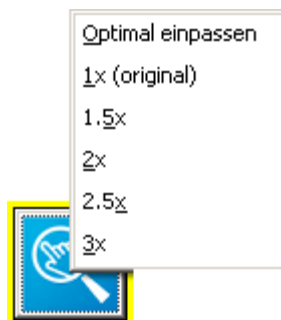 Optimal einpassen
1x (original)
1.5x
2x
2.5x
3x